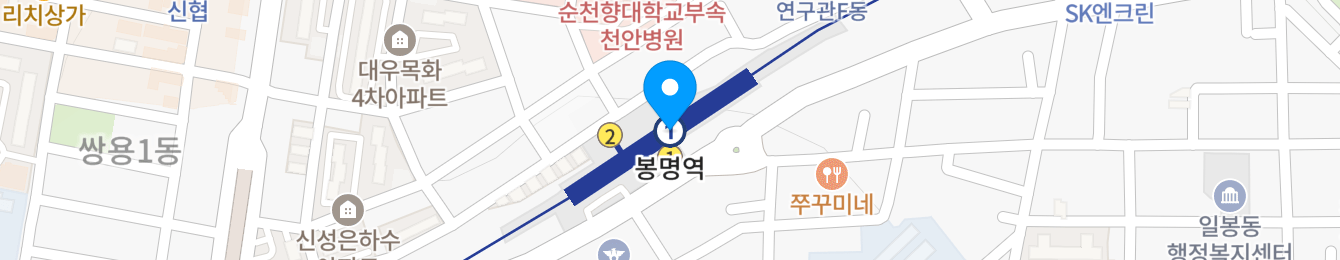 리치상가
신협
순천향대학교부속
천안병원
연구관E동
SK엔크린
대우목화
4차아파트
쌍용1동
2
1
봉명역
쭈꾸미네
신성은하수
일봉동
행정복지센터